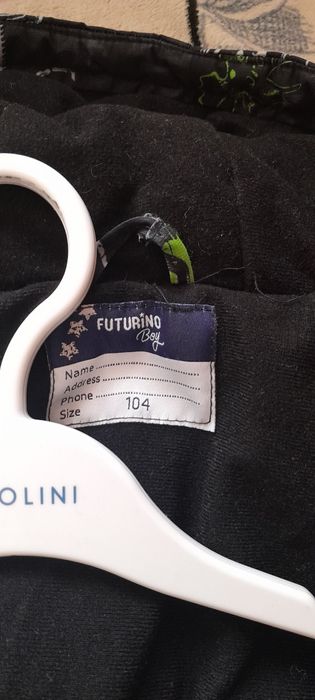 FUTURiNO
Boy
Name
Address
Phone
Size 104
OLINI